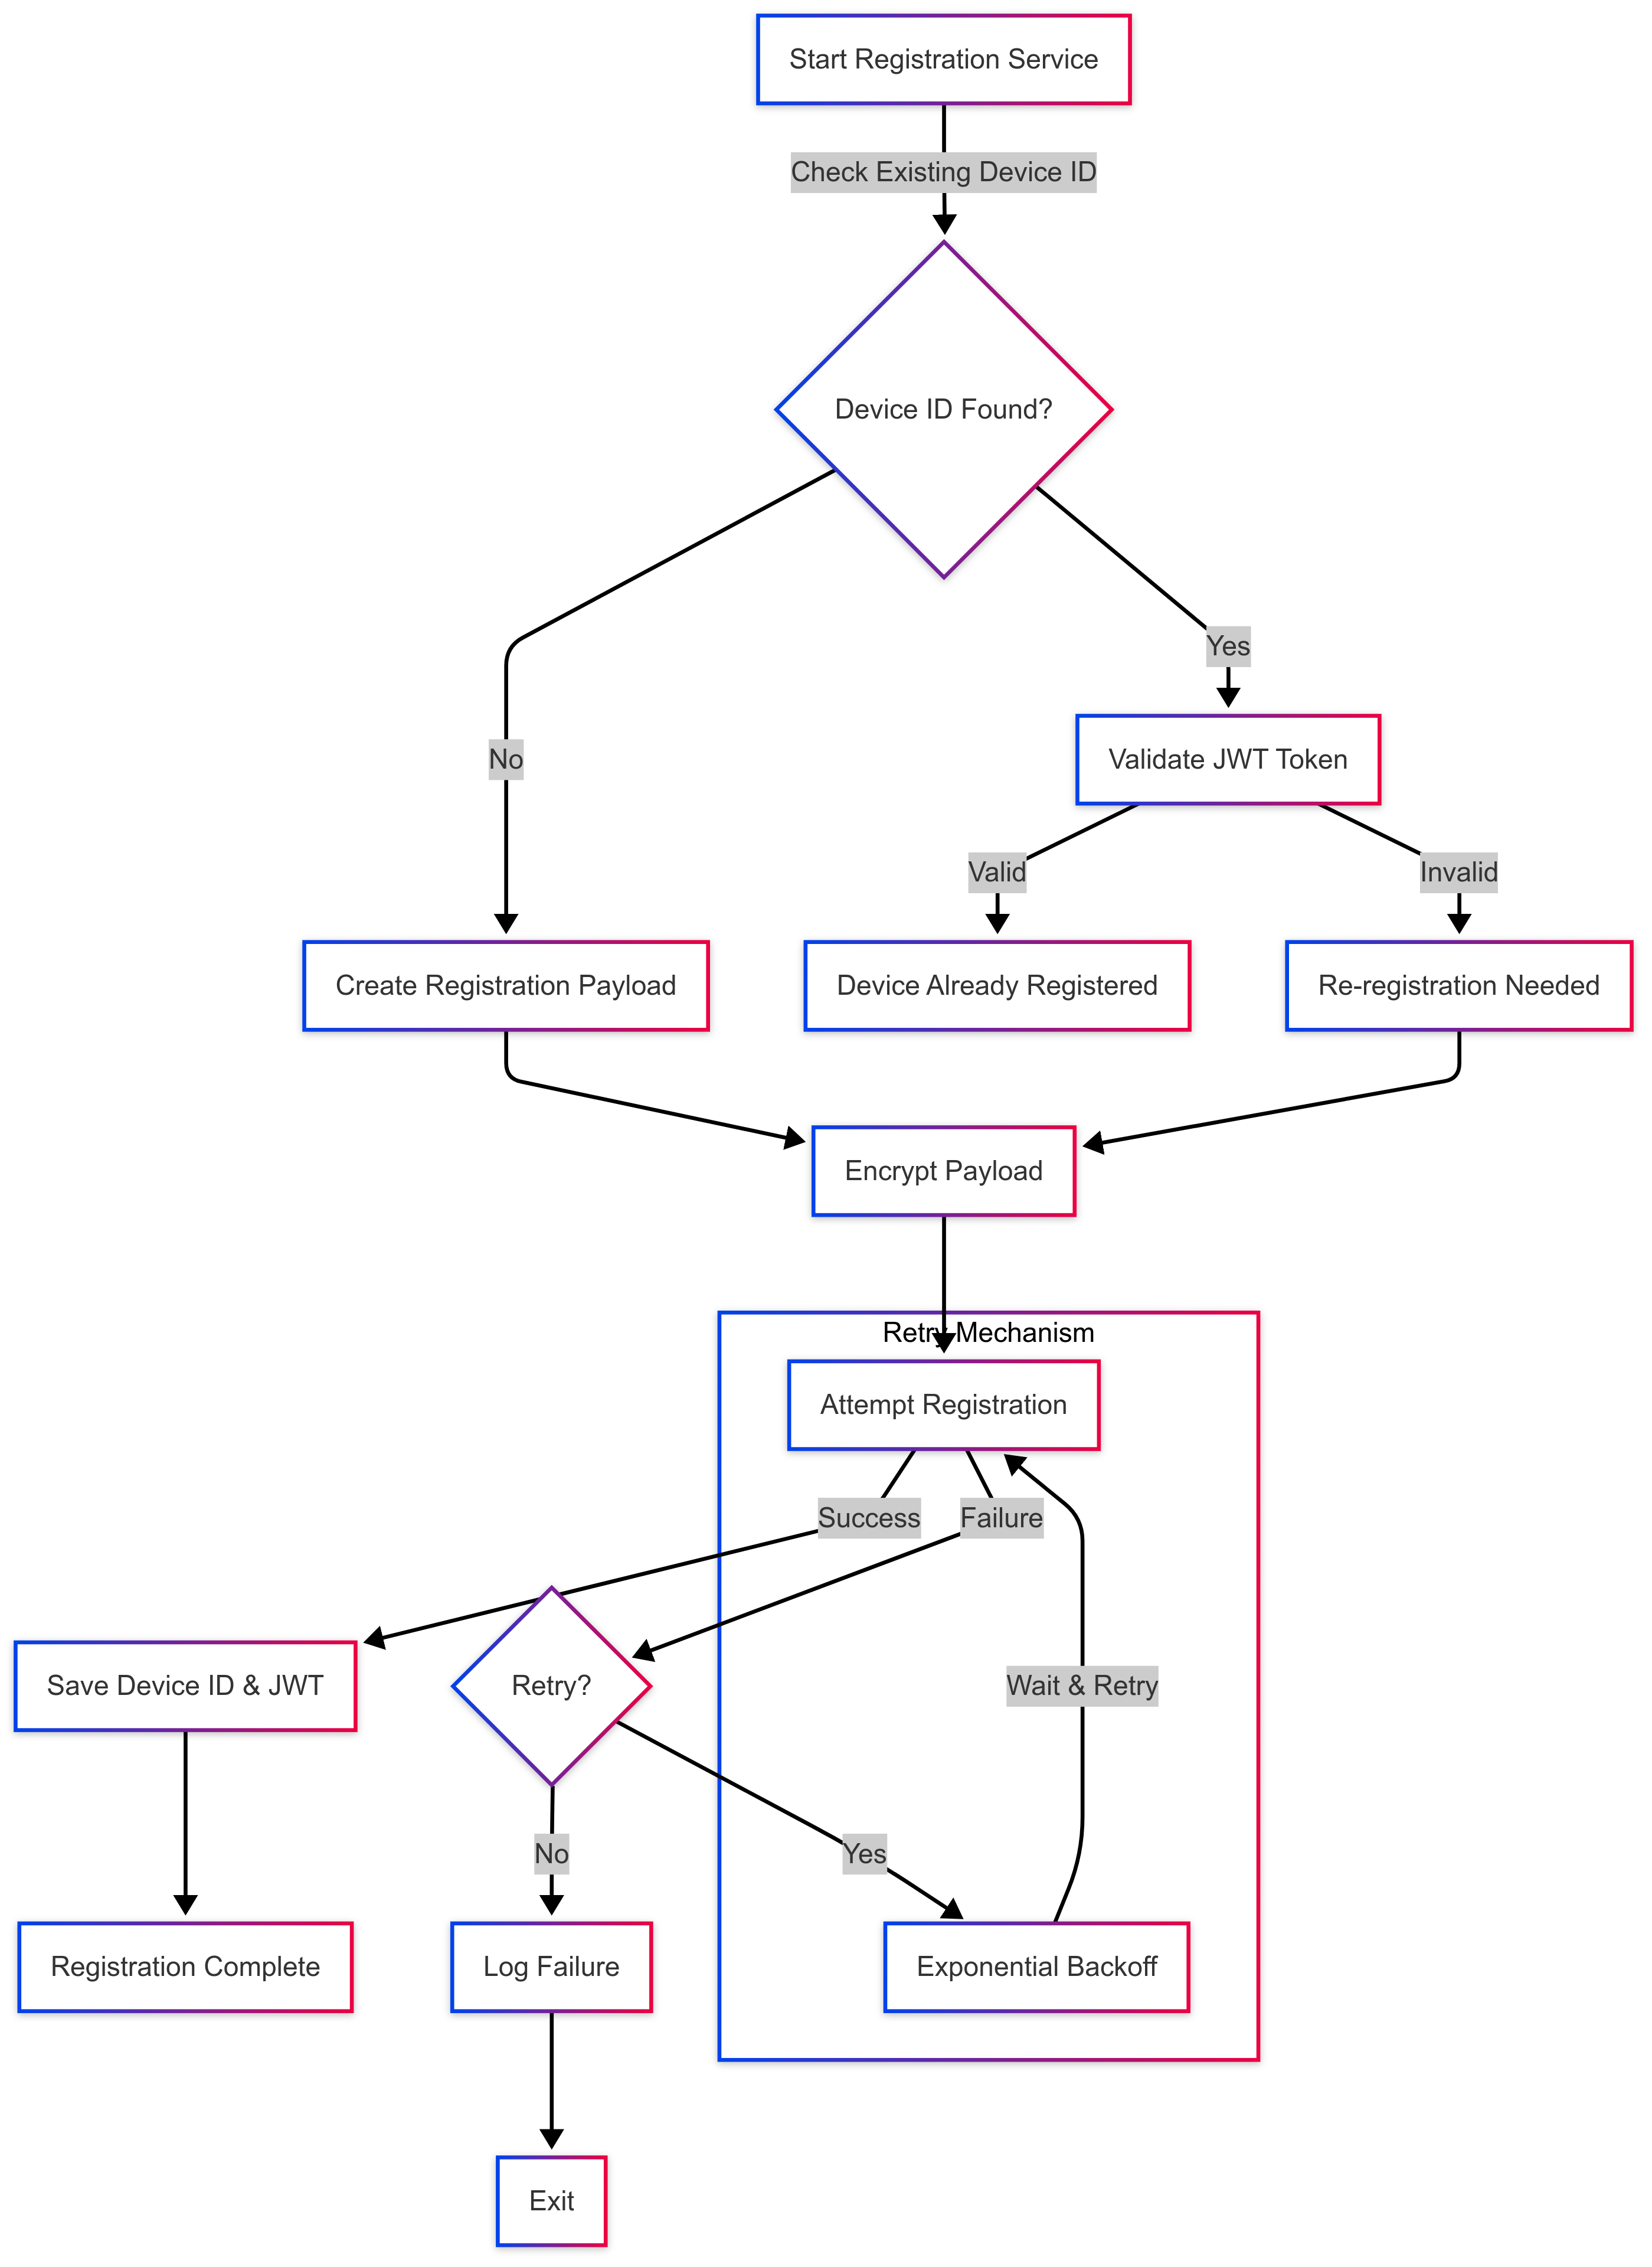 Start Registration Service
Check Existing Device ID
Device ID Found?
Yes
No
Validate JWT Token
Valid
Invalid
Create Registration Payload
Device Already Registered
Re-registration Needed
Encrypt Payload
Retry Mechanism
Attempt Registration
Success
Failure
Save Device ID & JWT
Retry?
Wait & Retry
No
Yes
Registration Complete
Log Failure
Exponential Backoff
Exit